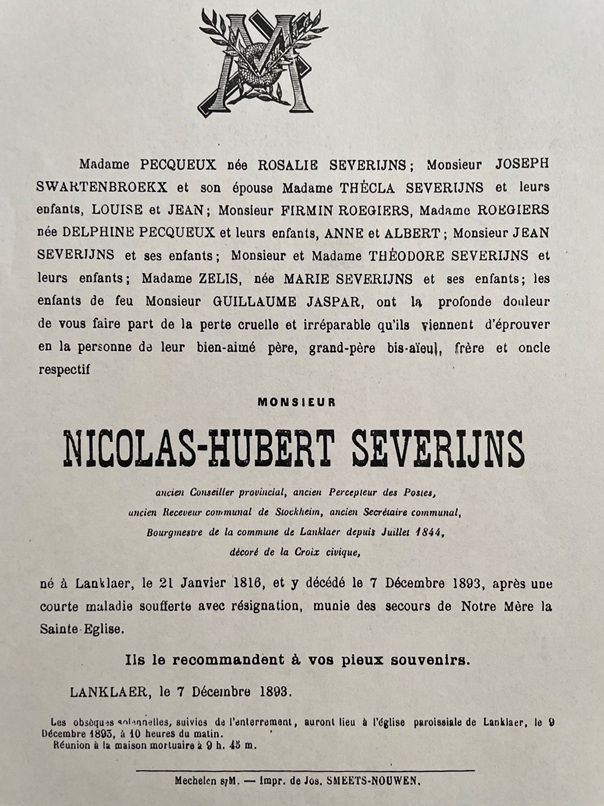 M
Madame PECQUEUX née ROSALIE SEVERIJNS; Monsieur JOSEPH
SWARTENBROEKX et son épouse Madame THÉCLA SEVERIJNS et leurs
enfants, LOUISE et JEAN; Monsieur FIRMIN ROEGIERS, Madame ROEGIERS
née DELPHINE PECQUEUX et leurs enfants, ANNE et ALBERT; Monsieur JEAN
SEVERIJNS et ses enfants; Monsieur et Madame THÉODORE SEVERIJNS et
leurs enfants; Madame ZELIS, née MARIE SEVERIJNS et ses enfants; les
enfants de feu Monsieur GUILLAUME JASPAR, ont la profonde douleur
de vous faire part de la perte cruelle et irréparable qu'ils viennent d'éprouver
en la personne de leur bien-aimé père, grand-père bis-aïeul, frère et oncle
respectif
MONSIEUR
NICOLAS-HUBERT SEVERIJNS
ancien Conseiller provincial, ancien Percepteur des Postes,
ancien Receveur communal de Stockheim, ancien Secrétaire communal,
Bourgmestre de la commune de Lanklaer depuis Juillet 1844,
décoré de la Croix civique,
né à Lanklaer, le 21 Janvier 1816, et y décédé le 7 Décembre 1893, après une
courte maladie soufferte avec résignation, munie des secours de Notre Mère la
Sainte-Eglise.
Ils le recommandent à vos pieux souvenirs.
LANKLAER, le 7 Décembre 1893.
Les obsèques solennelles, suivies de l'enterrement, auront lieu à l'église paroissiale de Lanklaer, le 9
Décembre 1893, à 10 heures du matin.
Réunion à la maison mortuaire à 9 h. 45 m.
Mechelen s/M. — Impr. de Jos. SMEETS-NOUWEN.